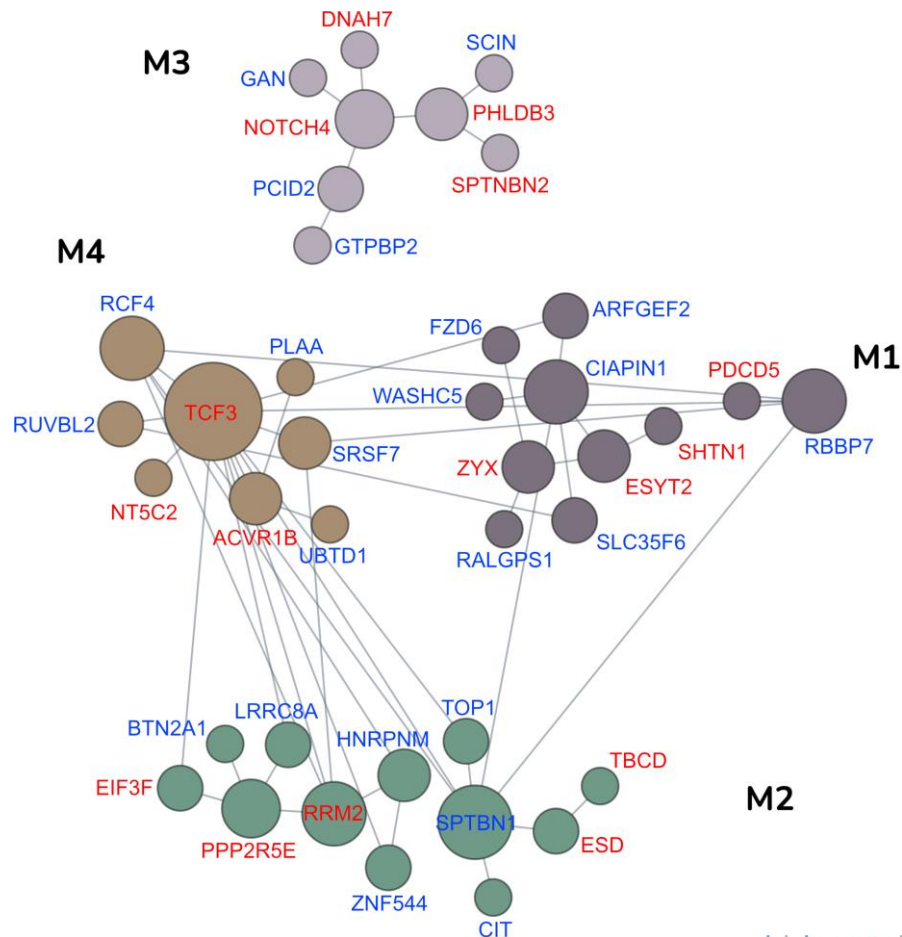 DNAH7
SCIN
M3
GAN
NOTCH4
PHLDB3
PCID2
SPTNBN2
GTPBP2
M4
RCF4
ARFGEF2
FZD6
PLAA
CIAPIN1
M1
PDCD5
WASHC5
TCF3
RUVBL2
SRSF7
RBBP7
ZYX
SHTN1
ESYT2
NT5C2
ACVR1B
UBTD1
RALGPS1
SLC35F6
TOP1
LRRC8A
BTN2A1
HNRPNM
TBCD
EIF3F
M2
RRM2
SPTBN1
PPP2R5E
ESD
ZNF544
CIT